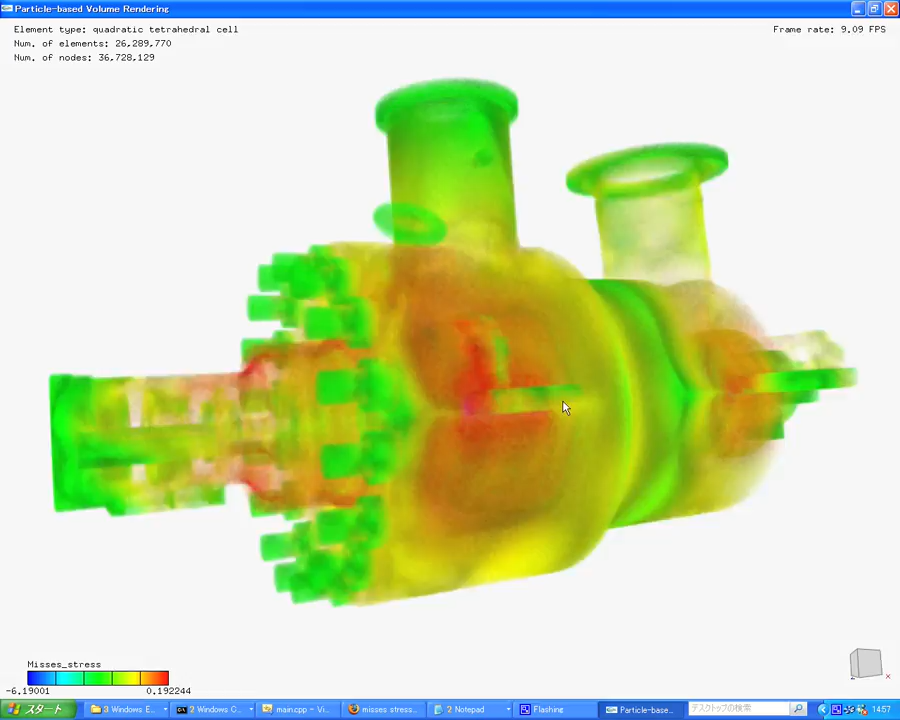 Particle-based Volume Rendering
Element type: quadratic tetrahedral cell
Frame rate: 9.09 FPS
Num. of elements: 26,289,770
Num. of nodes: 36,728,129
Misses_stress
-6.19001
0.192244
スタート
3 Windows E...
2 Windows C...
main.cpp - Vi...
misses stress...
2 Notepad
Flashing
Particle-base...
デスクトップの検索
14:57